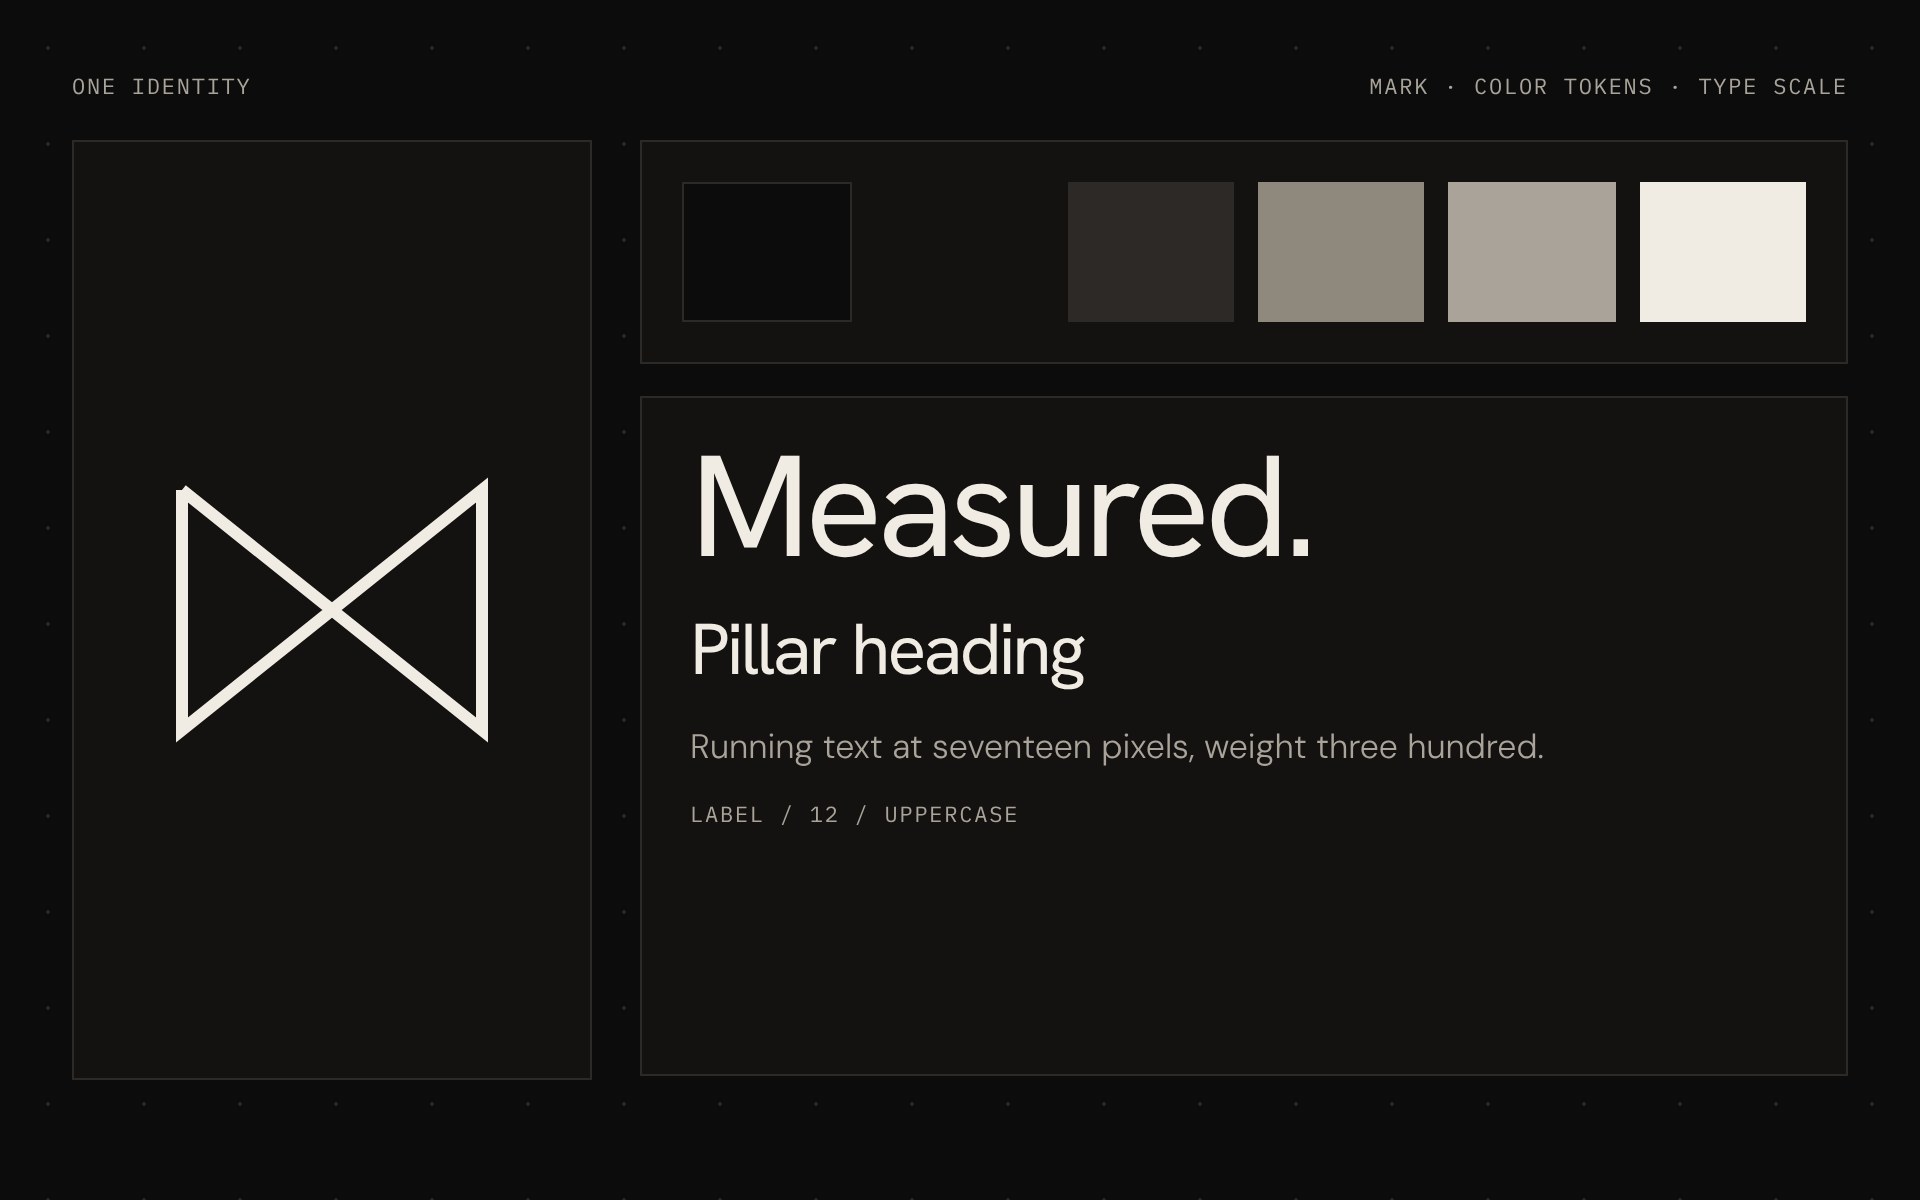 ONE IDENTITY
MARK · COLOR TOKENS · TYPE SCALE
Measured.
Pillar heading
Running text at seventeen pixels, weight three hundred.
LABEL / 12 / UPPERCASE